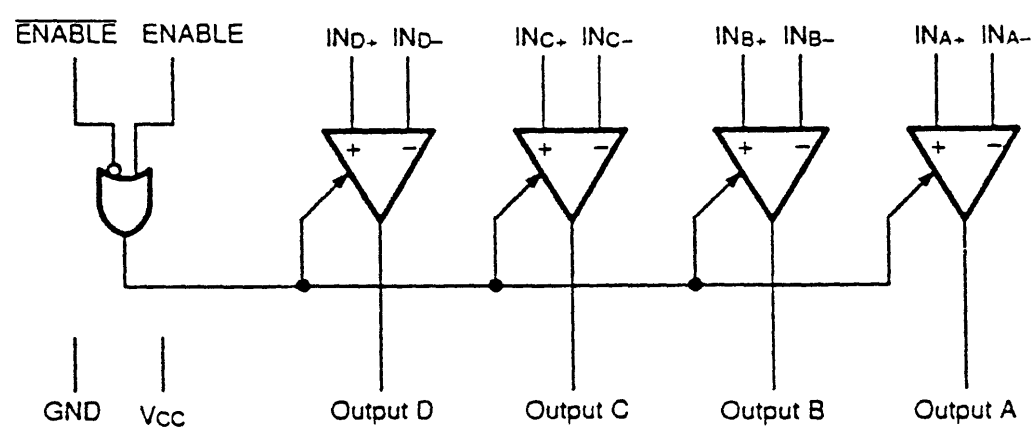 ENABLE ENABLE IND+ IND– INC+ INC– INB+ INB– INA+ INA–
+ – + – + – + –
GND VCC Output D Output C Output B Output A